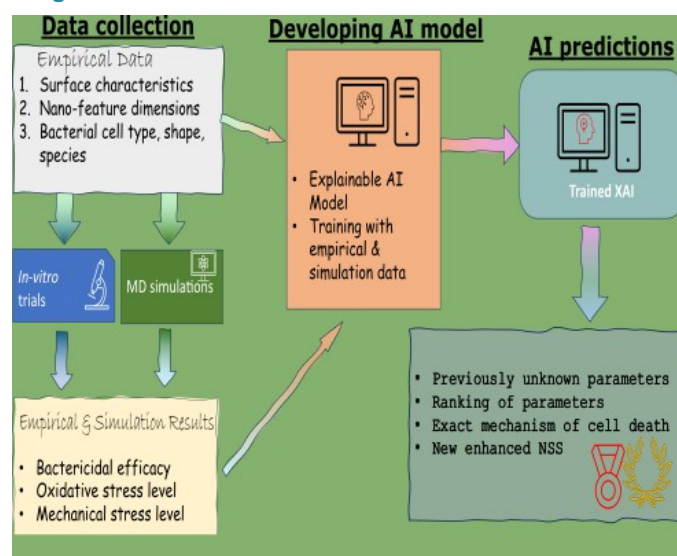 Data collection
Empirical Data
1. Surface characteristics
2. Nano-feature dimensions
3. Bacterial cell type, shape,
species
In-vitro
trials
MD simulations
Empirical & Simulation Results
• Bactericidal efficacy
• Oxidative stress level
• Mechanical stress level
Developing AI model
• Explainable AI
Model
• Training with
empirical &
simulation data
AI predictions
Trained XAI
• Previously unknown parameters
• Ranking of parameters
• Exact mechanism of cell death
• New enhanced NSS